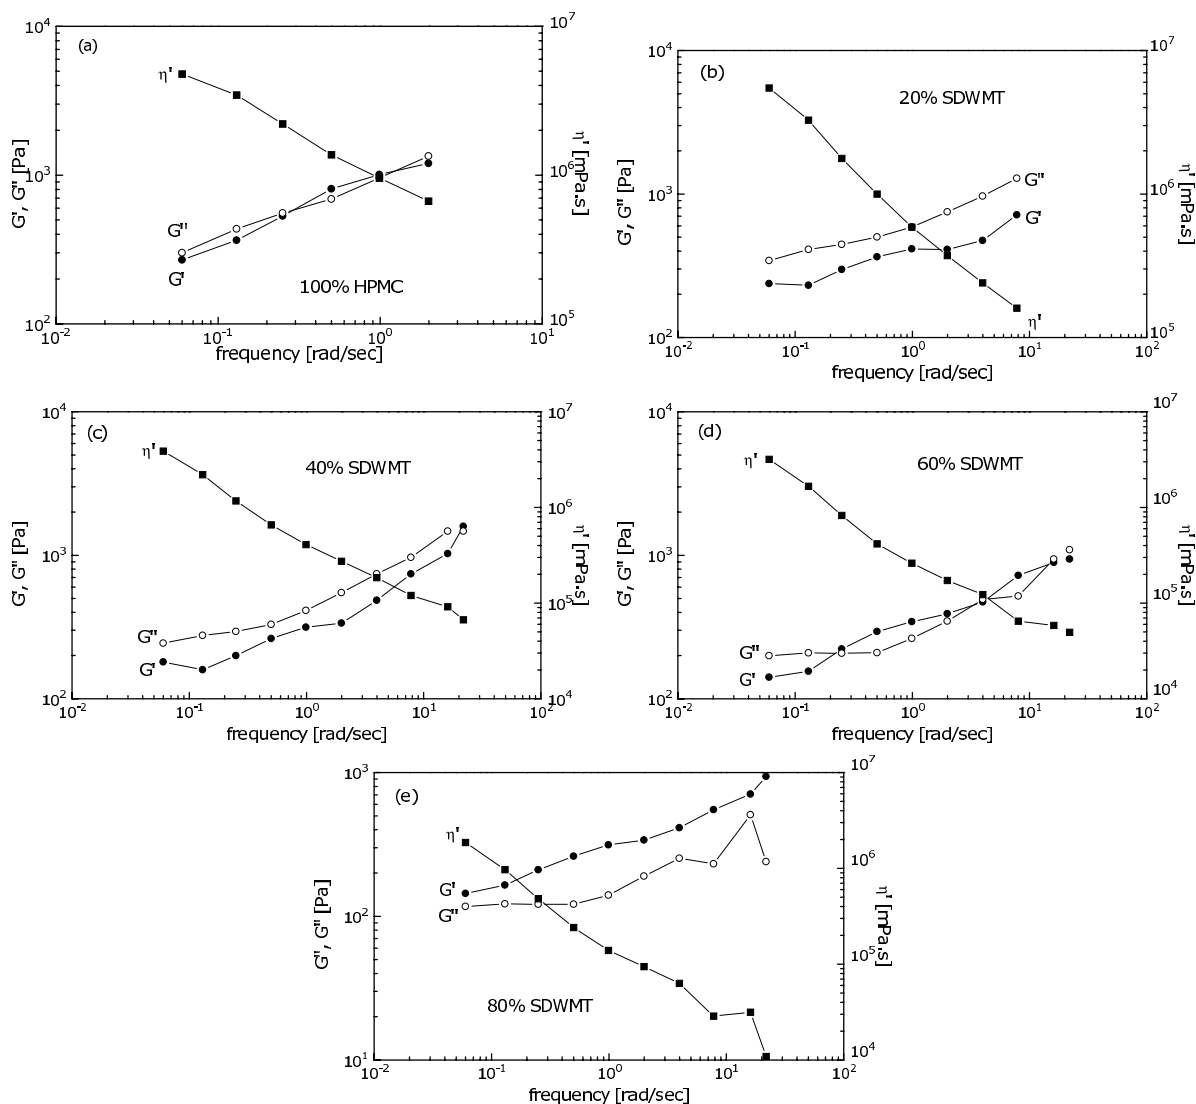 (a)
η'
G''
G'
100% HPMC
G', G'' [Pa]
η' [mPa.s]
10⁴
10³
10²
10⁷
10⁶
10⁵
10⁻²
10⁻¹
10⁰
10¹
frequency [rad/sec]
(b)
20% SDWMT
G''
G'
η'
G', G'' [Pa]
η' [mPa.s]
10⁴
10³
10²
10⁷
10⁶
10⁵
10⁻²
10⁻¹
10⁰
10¹
10²
frequency [rad/sec]
(c)
η'
40% SDWMT
G''
G'
G', G'' [Pa]
η' [mPa.s]
10⁴
10³
10²
10⁷
10⁶
10⁵
10⁴
10⁻²
10⁻¹
10⁰
10¹
10²
frequency [rad/sec]
(d)
η'
60% SDWMT
G''
G'
G', G'' [Pa]
η' [mPa.s]
10⁴
10³
10²
10⁷
10⁶
10⁵
10⁴
10⁻²
10⁻¹
10⁰
10¹
10²
frequency [rad/sec]
(e)
η'
G'
G''
80% SDWMT
G'', G'' [Pa]
η' [mPa.s]
10³
10²
10¹
10⁷
10⁶
10⁵
10⁴
10⁻²
10⁻¹
10⁰
10¹
10²
frequency [rad/sec]